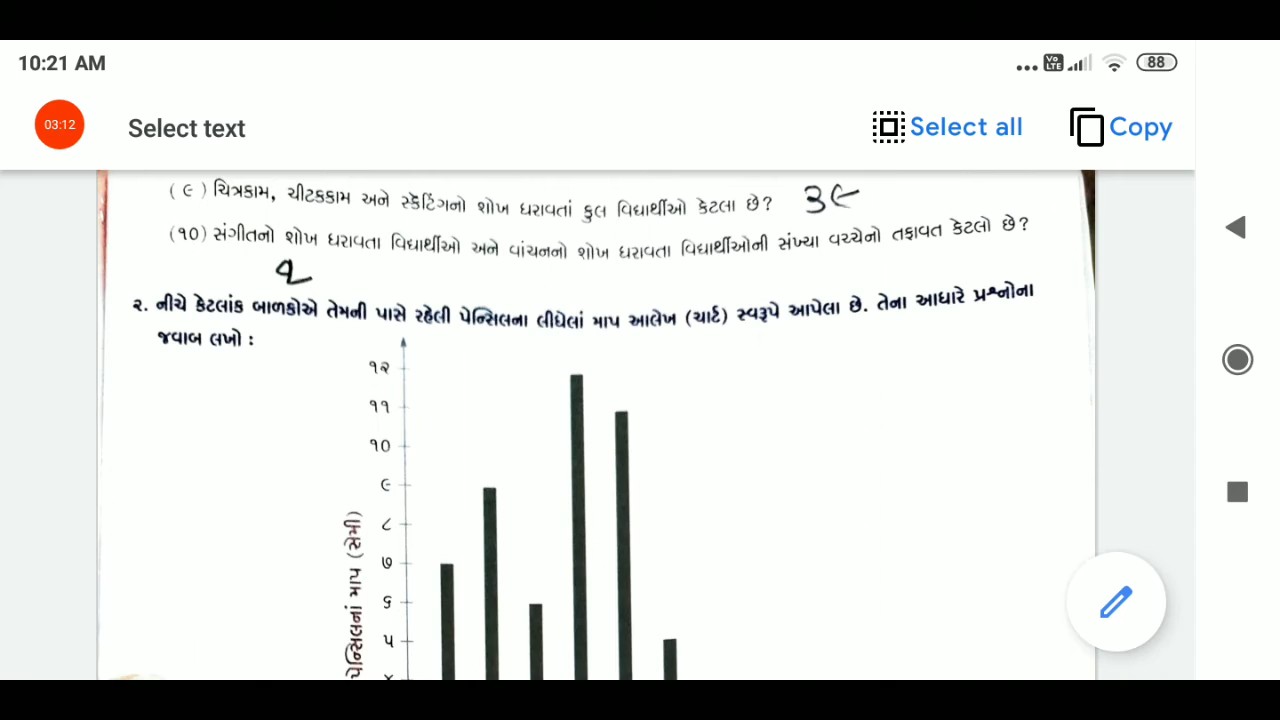 10:21 AM
Vo LTE
88
03:12
Select text
Select all
Copy
(૯) ચિત્રકામ, ચીટકકામ અને સ્કેટિંગનો શોખ ધરાવતાં કુલ વિદ્યાર્થીઓ કેટલા છે? ૩૯
(૧૦) સંગીતનો શોખ ધરાવતા વિદ્યાર્થીઓ અને વાંચનનો શોખ ધરાવતા વિદ્યાર્થીઓની સંખ્યા વચ્ચેનો તફાવત કેટલો છે?
૨. નીચે કેટલાંક બાળકોએ તેમની પાસે રહેલી પેન્સિલના લીધેલાં માપ આલેખ (ચાર્ટ) સ્વરૂપે આપેલા છે. તેના આધારે પ્રશ્નોના
જવાબ લખો :
૧૨
૧૧
૧૦
૯
૮
૭
૬
૫
પેન્સિલનાં માપ (સેમી)